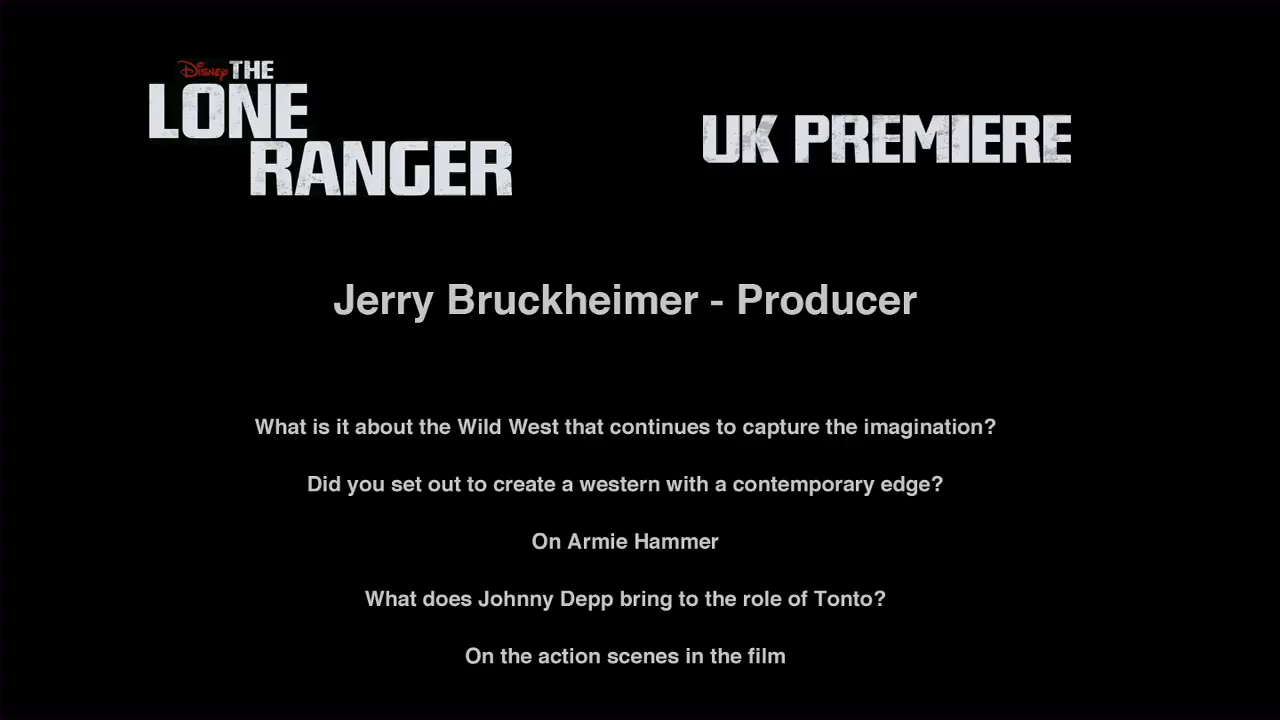 Disney THE
LONE
RANGER
UK PREMIERE
Jerry Bruckheimer - Producer
What is it about the Wild West that continues to capture the imagination?
Did you set out to create a western with a contemporary edge?
On Armie Hammer
What does Johnny Depp bring to the role of Tonto?
On the action scenes in the film